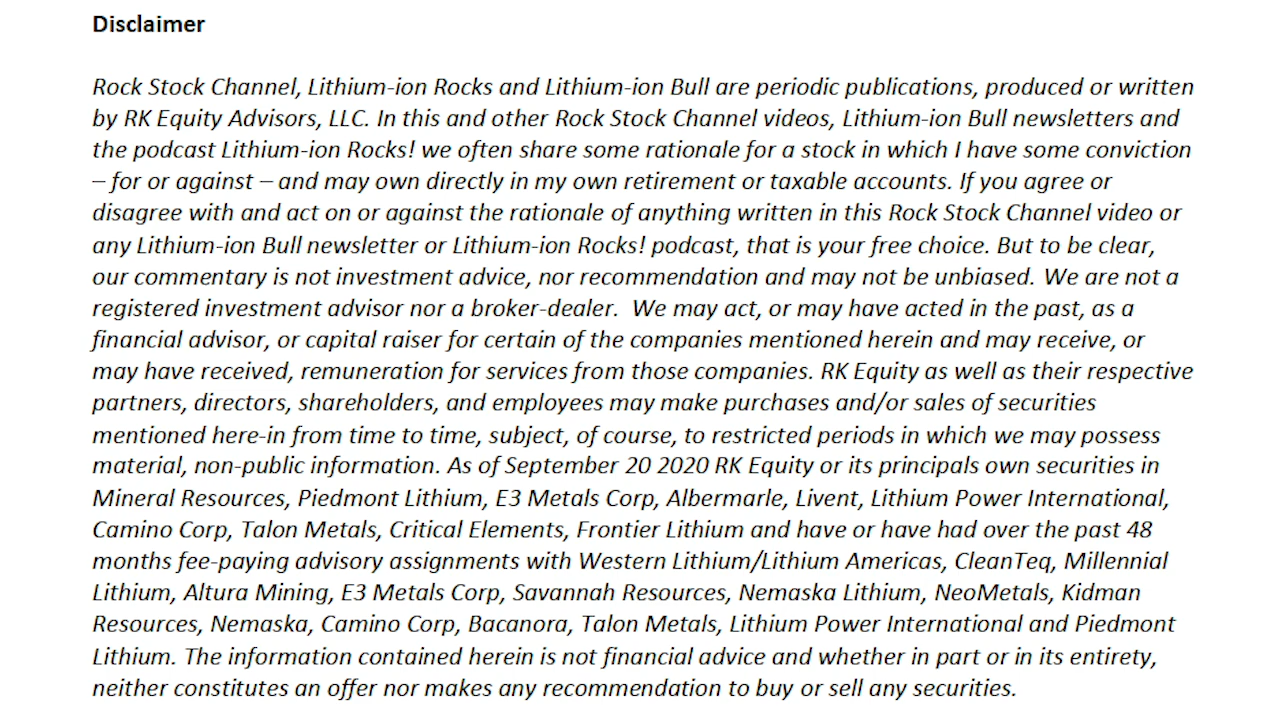 Disclaimer
Rock Stock Channel, Lithium-ion Rocks and Lithium-ion Bull are periodic publications, produced or written
by RK Equity Advisors, LLC. In this and other Rock Stock Channel videos, Lithium-ion Bull newsletters and
the podcast Lithium-ion Rocks! we often share some rationale for a stock in which I have some conviction
– for or against – and may own directly in my own retirement or taxable accounts. If you agree or
disagree with and act on or against the rationale of anything written in this Rock Stock Channel video or
any Lithium-ion Bull newsletter or Lithium-ion Rocks! podcast, that is your free choice. But to be clear,
our commentary is not investment advice, nor recommendation and may not be unbiased. We are not a
registered investment advisor nor a broker-dealer.  We may act, or may have acted in the past, as a
financial advisor, or capital raiser for certain of the companies mentioned herein and may receive, or
may have received, remuneration for services from those companies. RK Equity as well as their respective
partners, directors, shareholders, and employees may make purchases and/or sales of securities
mentioned here-in from time to time, subject, of course, to restricted periods in which we may possess
material, non-public information. As of September 20 2020 RK Equity or its principals own securities in
Mineral Resources, Piedmont Lithium, E3 Metals Corp, Albermarle, Livent, Lithium Power International,
Camino Corp, Talon Metals, Critical Elements, Frontier Lithium and have or have had over the past 48
months fee-paying advisory assignments with Western Lithium/Lithium Americas, CleanTeq, Millennial
Lithium, Altura Mining, E3 Metals Corp, Savannah Resources, Nemaska Lithium, NeoMetals, Kidman
Resources, Nemaska, Camino Corp, Bacanora, Talon Metals, Lithium Power International and Piedmont
Lithium. The information contained herein is not financial advice and whether in part or in its entirety,
neither constitutes an offer nor makes any recommendation to buy or sell any securities.